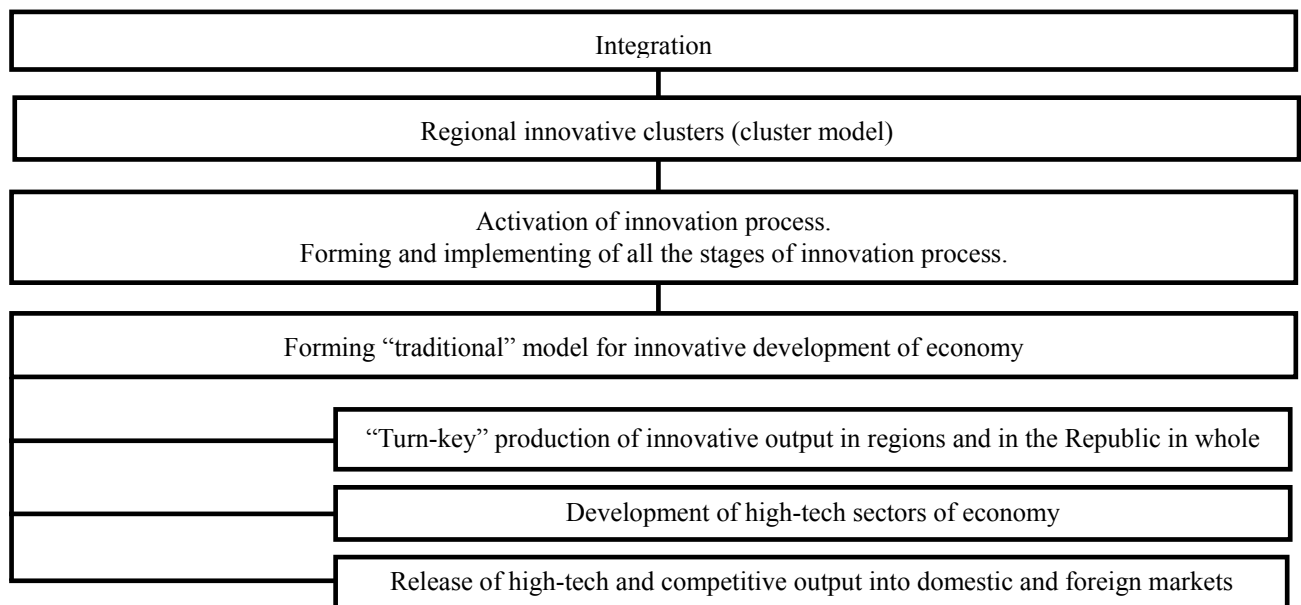 Integration
Regional innovative clusters (cluster model)
Activation of innovation process.
Forming and implementing of all the stages of innovation process.
Forming “traditional” model for innovative development of economy
“Turn-key” production of innovative output in regions and in the Republic in whole
Development of high-tech sectors of economy
Release of high-tech and competitive output into domestic and foreign markets